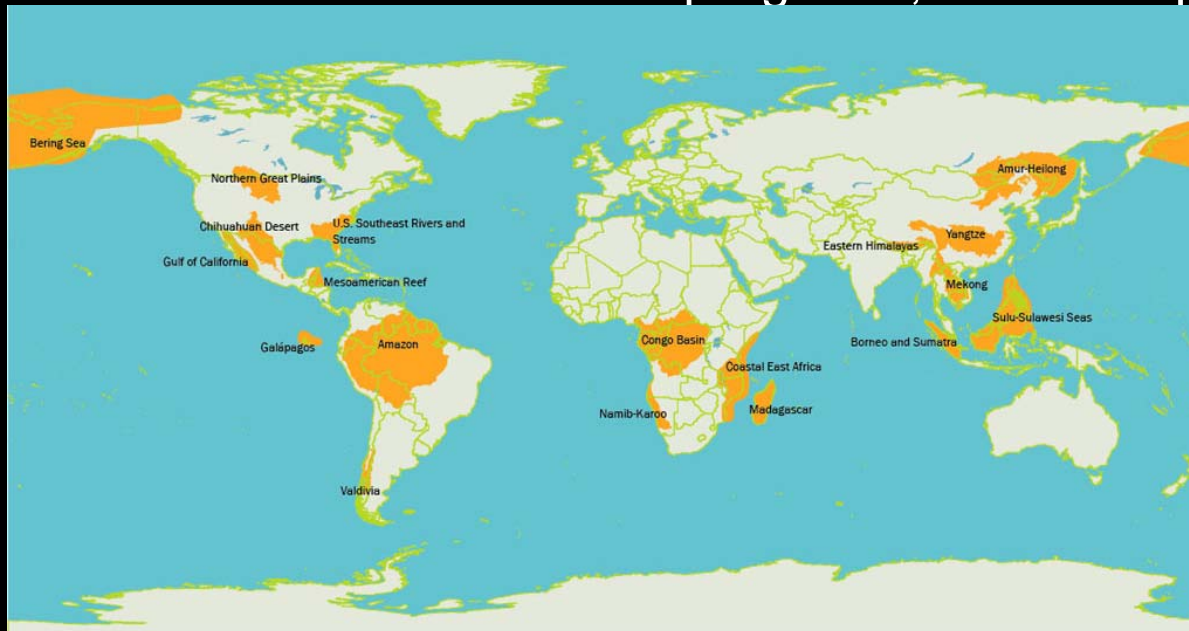 Bering Sea
Northern Great Plains
Chihuahuan Desert
U.S. Southeast Rivers and
Streams
Gulf of California
Mesoamerican Reef
Galápagos
Amazon
Valdivia
Congo Basin
Coastal East Africa
Namib-Karoo
Madagascar
Amur-Heilong
Yangtze
Eastern Himalayas
Mekong
Sulu-Sulawesi Seas
Borneo and Sumatra